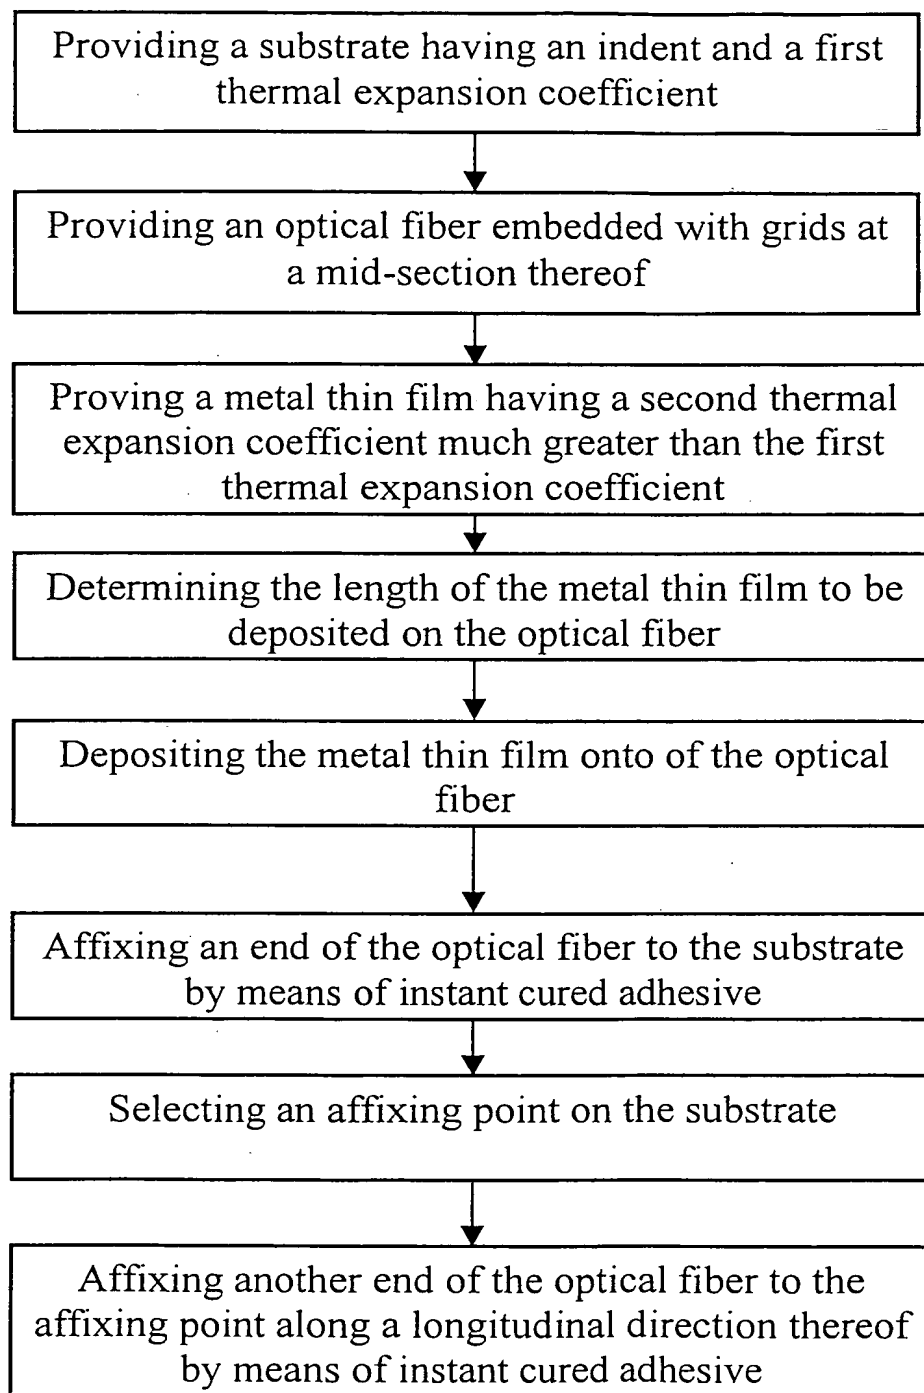 Providing a substrate having an indent and a first
thermal expansion coefficient
Providing an optical fiber embedded with grids at
a mid-section thereof
Proving a metal thin film having a second thermal
expansion coefficient much greater than the first
thermal expansion coefficient
Determining the length of the metal thin film to be
deposited on the optical fiber
Depositing the metal thin film onto of the optical
fiber
Affixing an end of the optical fiber to the substrate
by means of instant cured adhesive
Selecting an affixing point on the substrate
Affixing another end of the optical fiber to the
affixing point along a longitudinal direction thereof
by means of instant cured adhesive